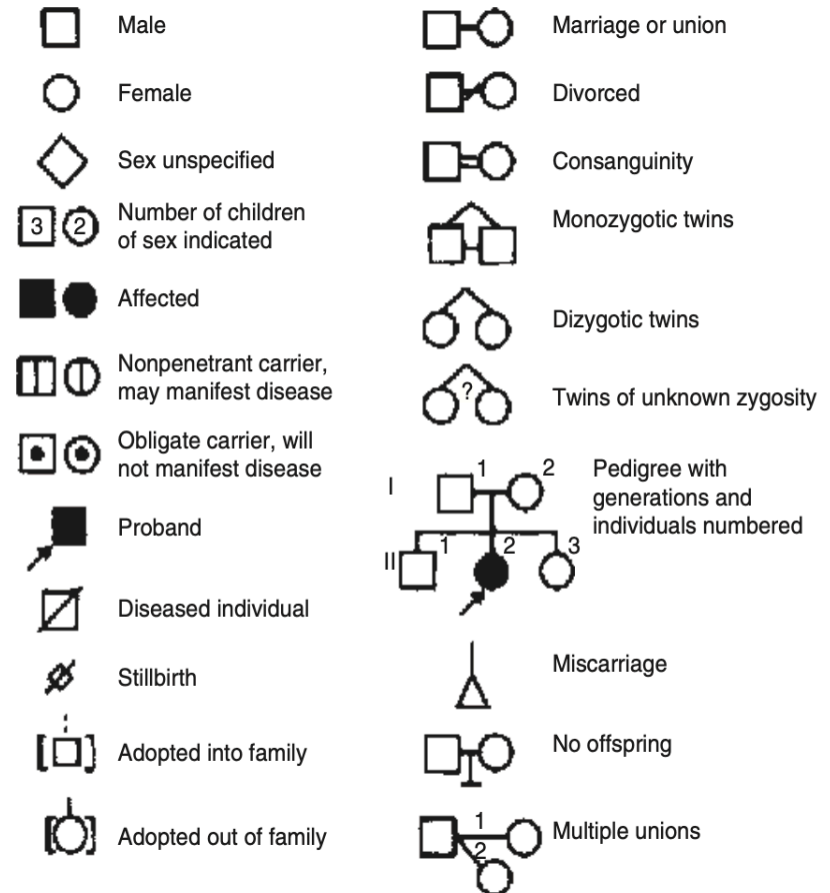 Male
Female
Sex unspecified
3 2
Number of children
of sex indicated
Affected
Nonpenetrant carrier,
may manifest disease
Obligate carrier, will
not manifest disease
Proband
Diseased individual
Stillbirth
Adopted into family
Adopted out of family
Marriage or union
Divorced
Consanguinity
Monozygotic twins
Dizygotic twins
?
Twins of unknown zygosity
I 1 2
II 1 2 3
Pedigree with
generations and
individuals numbered
Miscarriage
No offspring
1
2
Multiple unions